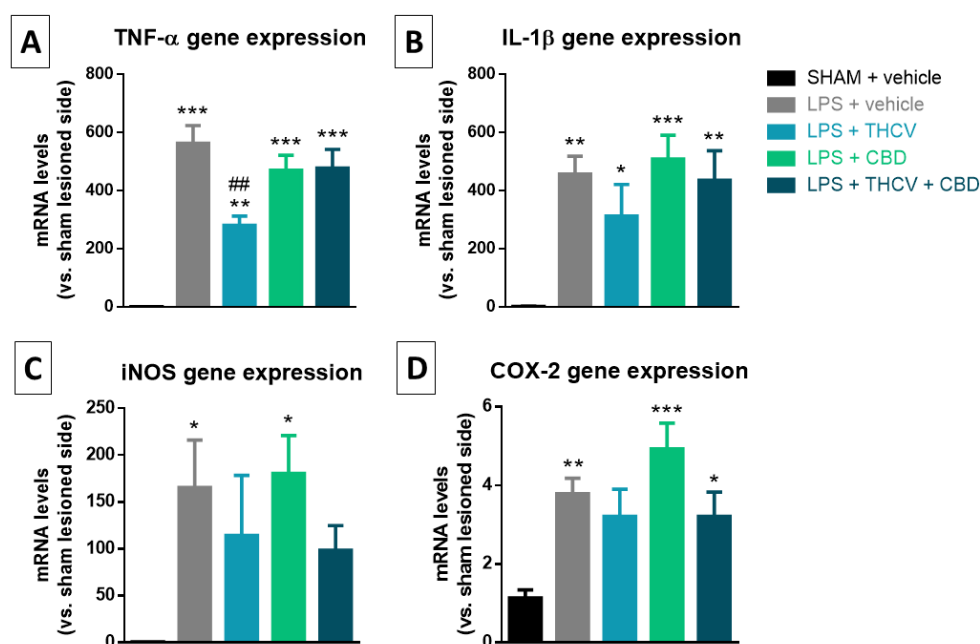 A
TNF-α gene expression
mRNA levels
(vs. sham lesioned side)
800
600
400
200
0
***
##
**
***
***
B
IL-1β gene expression
mRNA levels
(vs. sham lesioned side)
800
600
400
200
0
**
*
***
**
SHAM + vehicle
LPS + vehicle
LPS + THCV
LPS + CBD
LPS + THCV + CBD
C
iNOS gene expression
mRNA levels
(vs. sham lesioned side)
250
200
150
100
50
0
*
*
D
COX-2 gene expression
mRNA levels
(vs. sham lesioned side)
6
4
2
0
**
***
*